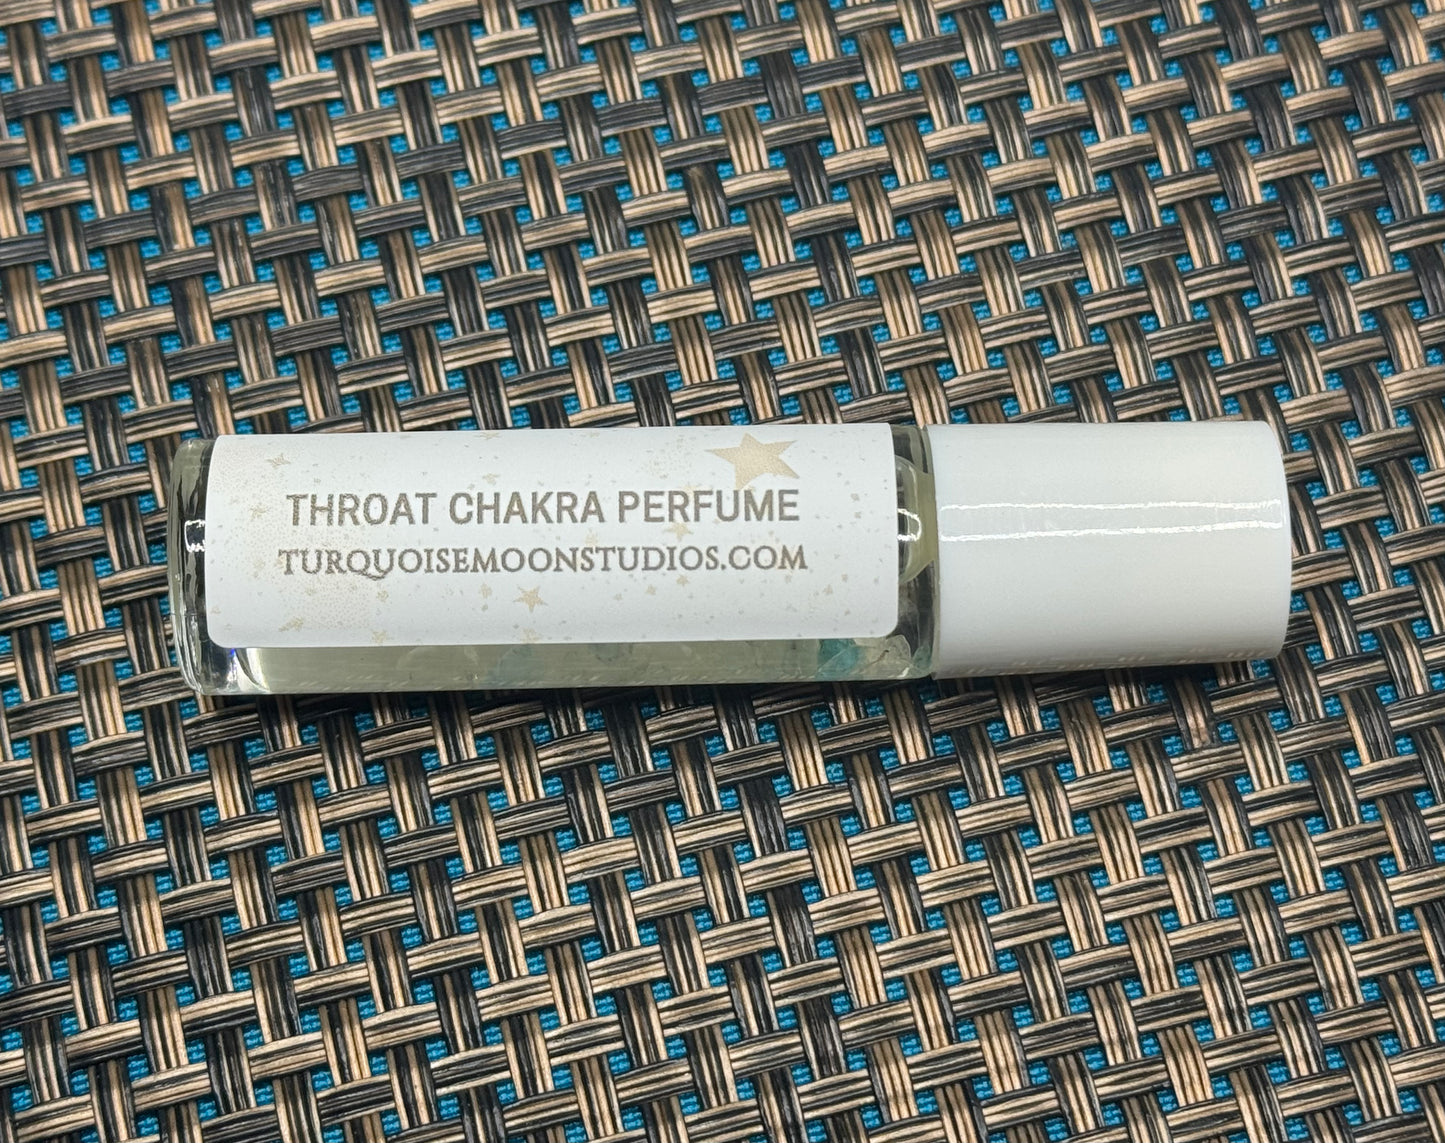 THROAT CHAKRA PERFUME
TURQUOISEMOONSTUDIOS.COM